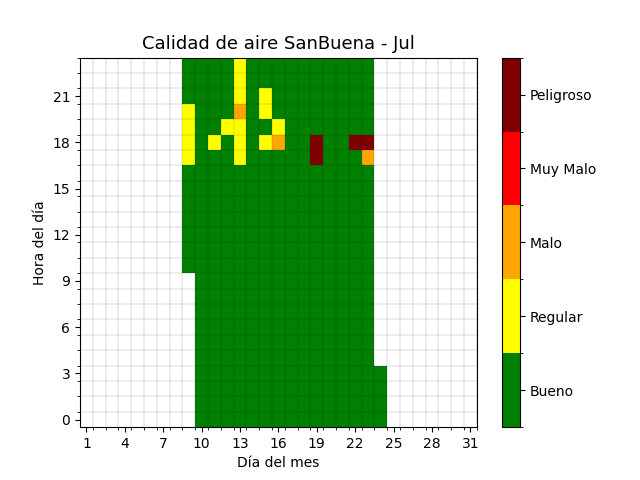 Calidad de aire SanBuena - Jul
Hora del día
21
18
15
12
9
6
3
0
1 4 7 10 13 16 19 22 25 28 31
Día del mes
Peligroso
Muy Malo
Malo
Regular
Bueno